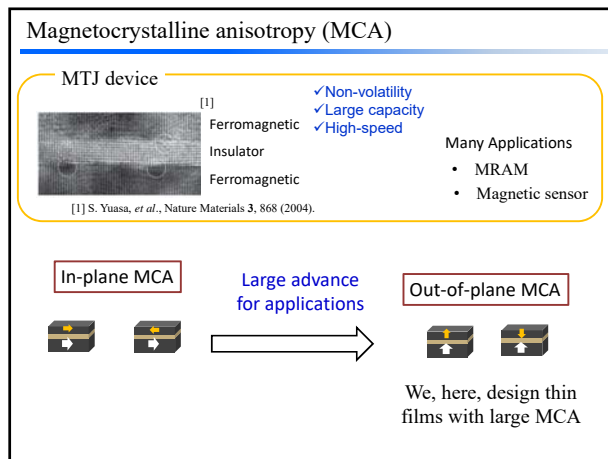 Magnetocrystalline anisotropy (MCA)
MTJ device
[1]
Ferromagnetic
Insulator
Ferromagnetic
✓Non-volatility
✓Large capacity
✓High-speed
Many Applications
• MRAM
• Magnetic sensor
[1] S. Yuasa, et al., Nature Materials 3, 868 (2004).
In-plane MCA
Large advance
for applications
Out-of-plane MCA
We, here, design thin
films with large MCA